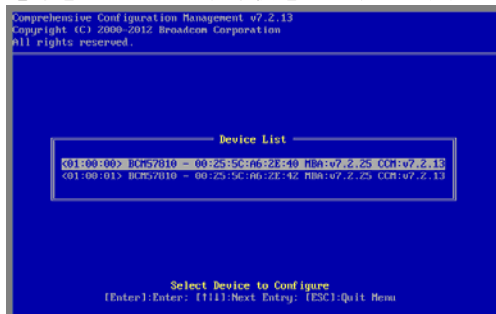 Comprehensive Configuration Management v7.2.13
Copyright (C) 2000-2012 Broadcom Corporation
All rights reserved.
Device List
<01:00:00> BCM57810 - 00:25:5C:A6:2E:40 MBA:v7.2.25 CCM:v7.2.13
<01:00:01> BCM57810 - 00:25:5C:A6:2E:42 MBA:v7.2.25 CCM:v7.2.13
Select Device to Configure
[Enter]:Enter; [↑|↓]:Next Entry; [ESC]:Quit Menu